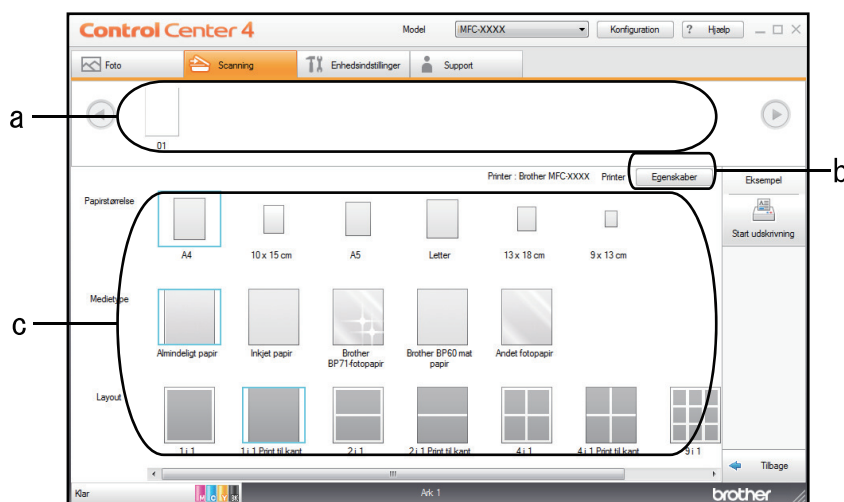 Control Center 4 Model MFC-XXXX Konfiguration ? Hjælp
Foto Scanning Enhedsindstillinger Support
a
01
Printer : Brother MFC-XXXX Printer Egenskaber
b
Eksempel
Start udskrivning
Papirstørrelse
A4 10 x 15 cm A5 Letter 13 x 18 cm 9 x 13 cm
c
Medietype
Almindeligt papir Inkjet papir Brother BP71-fotopapir Brother BP60 mat papir Andet fotopapir
Layout
1 i 1 1 i 1 Print til kant 2 i 1 2 i 1 Print til kant 4 i 1 4 i 1 Print til kant 9 i 1
Tilbage
Klar M C Y BK Ark 1 brother